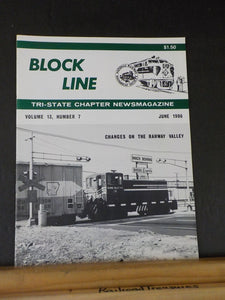 $1.50
BLOCK
LINE
TRI-STATE CHAPTER NEWSMAGAZINE
VOLUME 13, NUMBER 7
JUNE 1986
CHANGES ON THE RAHWAY VALLEY
RailroadTreasures